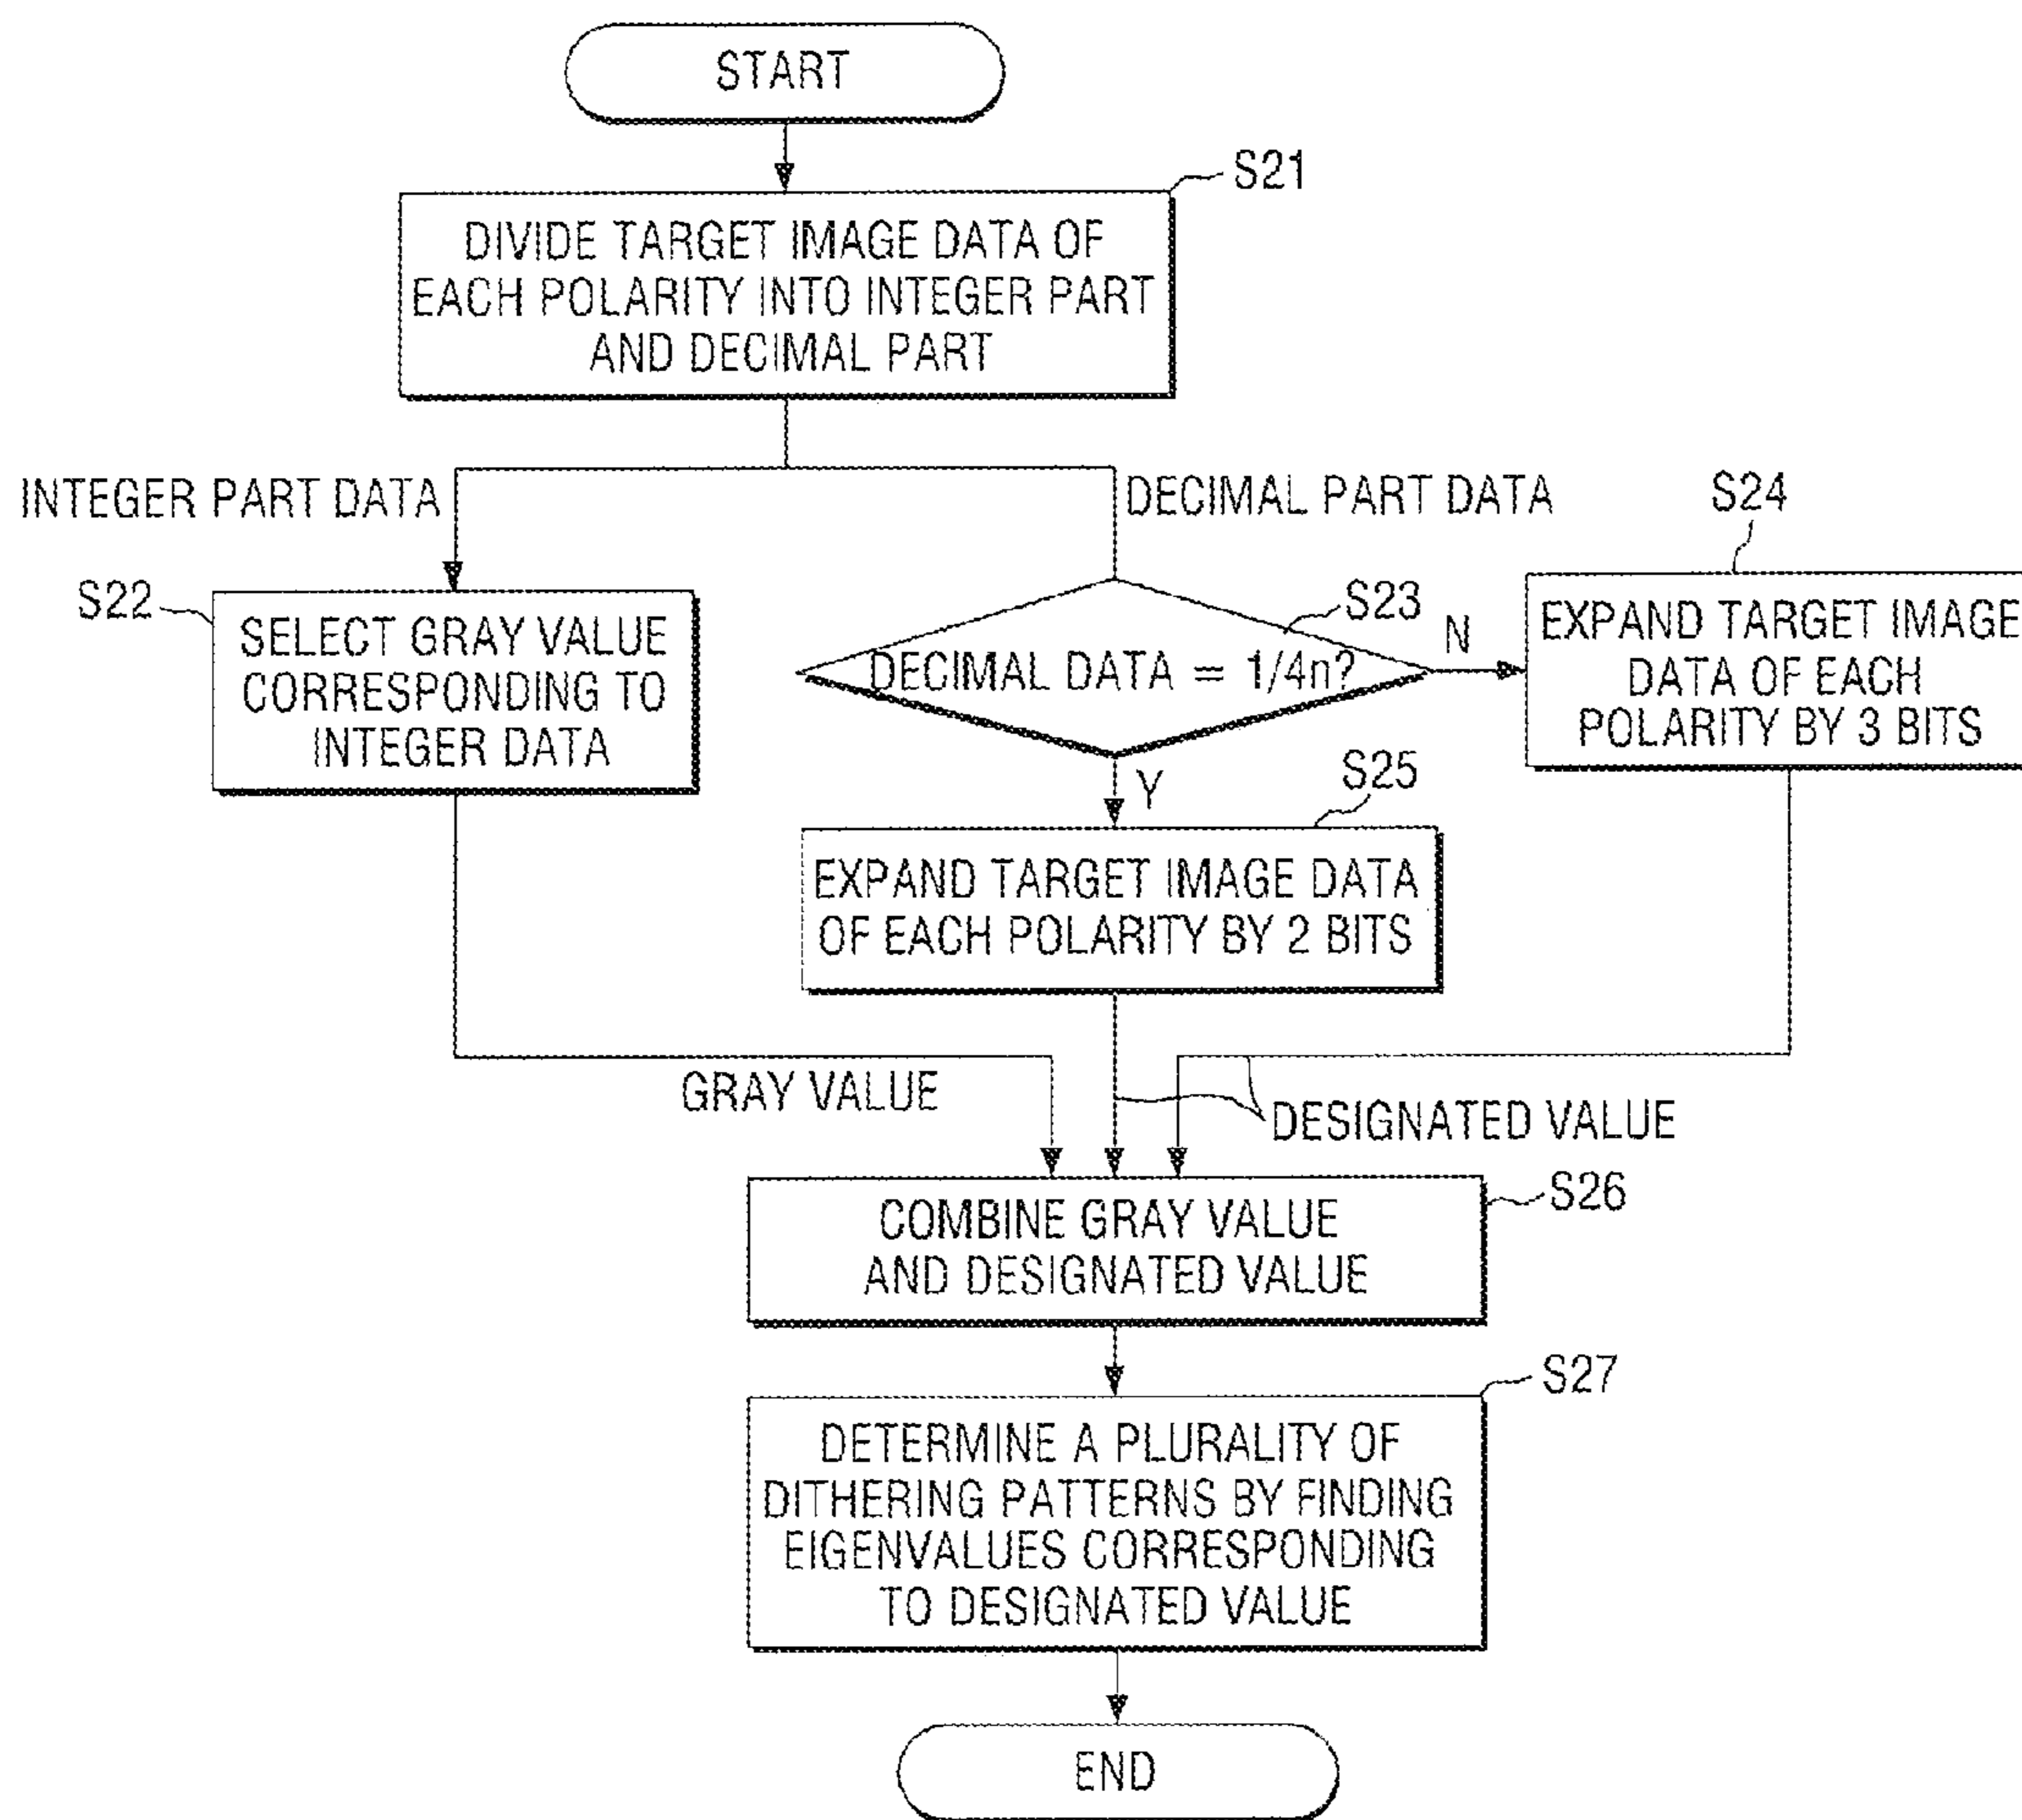 START
S21
DIVIDE TARGET IMAGE DATA OF
EACH POLARITY INTO INTEGER PART
AND DECIMAL PART
INTEGER PART DATA
DECIMAL PART DATA
S24
S22
SELECT GRAY VALUE
CORRESPONDING TO
INTEGER DATA
S23
DECIMAL DATA = 1/4n?
N
EXPAND TARGET IMAGE
DATA OF EACH
POLARITY BY 3 BITS
Y
S25
EXPAND TARGET IMAGE DATA
OF EACH POLARITY BY 2 BITS
GRAY VALUE
DESIGNATED VALUE
S26
COMBINE GRAY VALUE
AND DESIGNATED VALUE
S27
DETERMINE A PLURALITY OF
DITHERING PATTERNS BY FINDING
EIGENVALUES CORRESPONDING
TO DESIGNATED VALUE
END